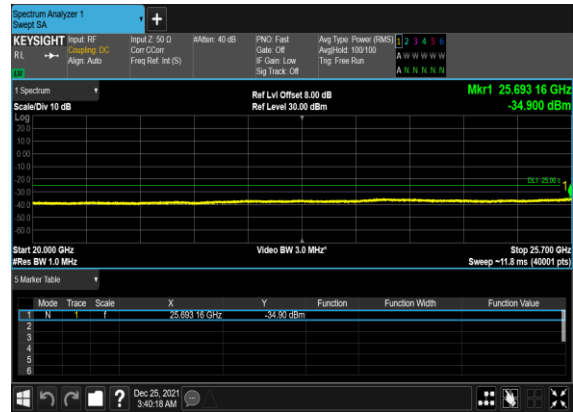 Spectrum Analyzer 1
Swept SA
+
KEYSIGHT Input: RF Input Z: 50 Ω #Atten: 40 dB PNO: Fast Avg Type: Power (RMS) 1 2 3 4 5 6
RL Coupling: DC Corr CCorr Gate: Off Avg|Hold: 100/100 A W W W W W
Align: Auto Freq Ref: Int (S) IF Gain: Low Trig: Free Run
Sig Track: Off A N N N N N
1 Spectrum Ref Lvl Offset 8.00 dB Mkr1 25.693 16 GHz
Scale/Div 10 dB Ref Level 30.00 dBm -34.900 dBm
Log
20.0
10.0
0.00
-10.0
-20.0
DL1 -25.00
-30.0 1
-40.0
-50.0
-60.0
Start 20.000 GHz Video BW 3.0 MHz* Stop 25.700 GHz
#Res BW 1.0 MHz Sweep ~11.8 ms (40001 pts)
5 Marker Table
Mode Trace Scale X Y Function Function Width Function Value
1 N 1 f 25.693 16 GHz -34.90 dBm
2
3
4
5
6
? Dec 25, 2021
3:40:18 AM